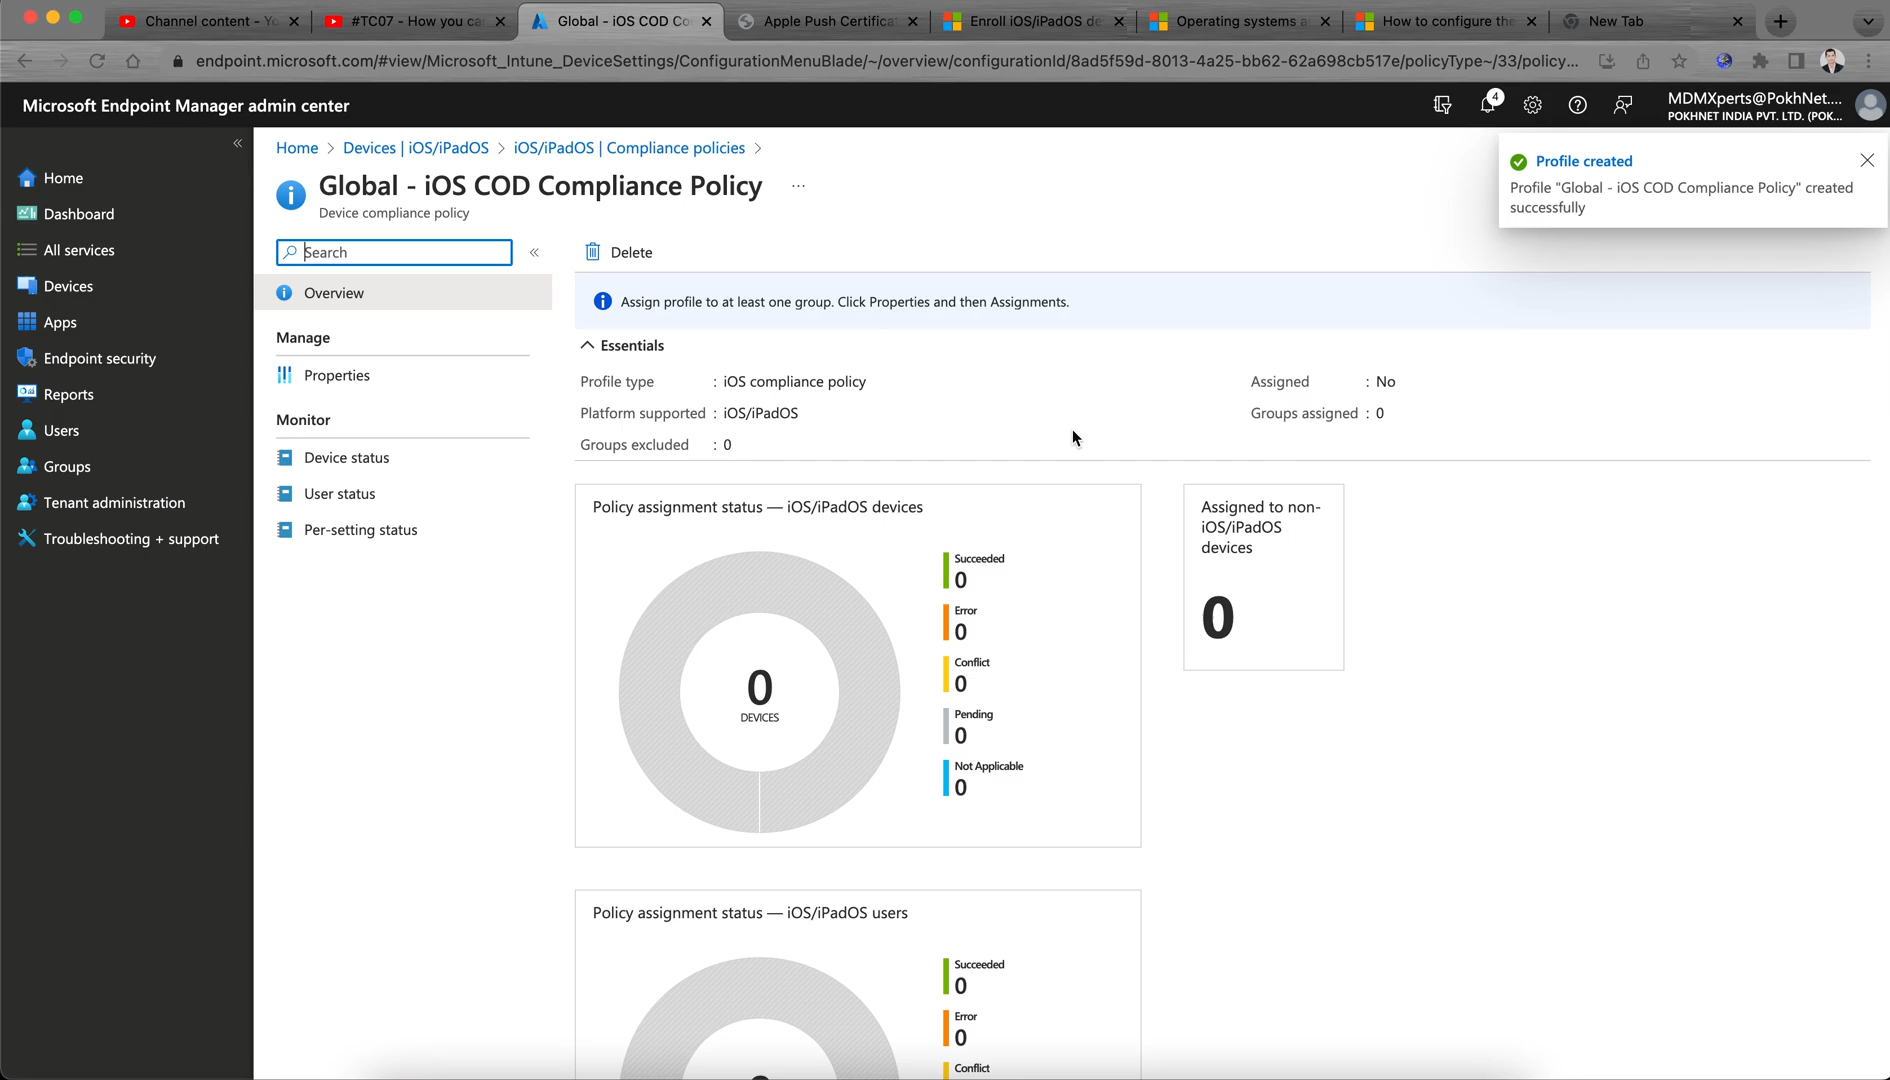 Channel content - Yo
#TC07 - How you ca
Global - iOS COD Co
Apple Push Certifica
Enroll iOS/iPadOS de
Operating systems a
How to configure the
New Tab
endpoint.microsoft.com/#view/Microsoft_Intune_DeviceSettings/ConfigurationMenuBlade/~/overview/configurationId/8ad5f59d-8013-4a25-bb62-62a698cb517e/policyType~/33/policy...
Microsoft Endpoint Manager admin center
4
MDMXperts@PokhNet....
POKHNET INDIA PVT. LTD. (POK...
Home
Dashboard
All services
Devices
Apps
Endpoint security
Reports
Users
Groups
Tenant administration
Troubleshooting + support
Home > Devices | iOS/iPadOS > iOS/iPadOS | Compliance policies >
Global - iOS COD Compliance Policy ...
Device compliance policy
Profile created
Profile "Global - iOS COD Compliance Policy" created
successfully
Search
Overview
Manage
Properties
Monitor
Device status
User status
Per-setting status
Delete
Assign profile to at least one group. Click Properties and then Assignments.
Essentials
Profile type : iOS compliance policy
Assigned : No
Platform supported : iOS/iPadOS
Groups assigned : 0
Groups excluded : 0
Policy assignment status — iOS/iPadOS devices
0
DEVICES
Succeeded
0
Error
0
Conflict
0
Pending
0
Not Applicable
0
Assigned to non-
iOS/iPadOS
devices
0
Policy assignment status — iOS/iPadOS users
Succeeded
0
Error
0
Conflict